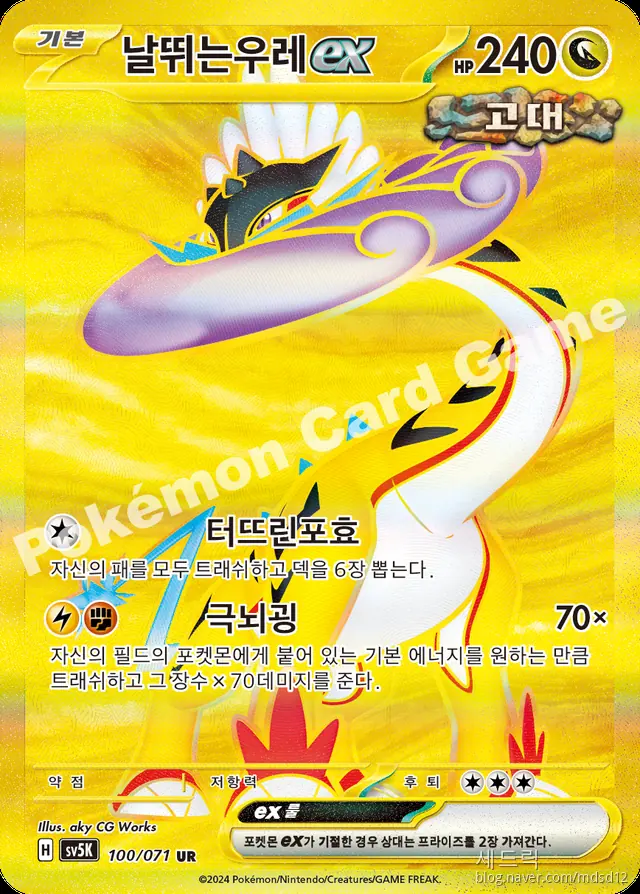 기본
날뛰는우레 ex
HP 240
고대
Pokémon Card Game
터뜨린포효
자신의 패를 모두 트래쉬하고 덱을 6장 뽑는다.
극뇌굉 70×
자신의 필드의 포켓몬에게 붙어 있는 기본 에너지를 원하는 만큼
트래쉬하고 그 장수×70데미지를 준다.
약점 저항력 후퇴
Illus. aky CG Works
ex 룰
포켓몬 ex가 기절한 경우 상대는 프라이즈를 2장 가져간다.
H SV5K 100/071 UR
세드릭
blog.naver.com/mdsd12
©2024 Pokémon/Nintendo/Creatures/GAME FREAK.